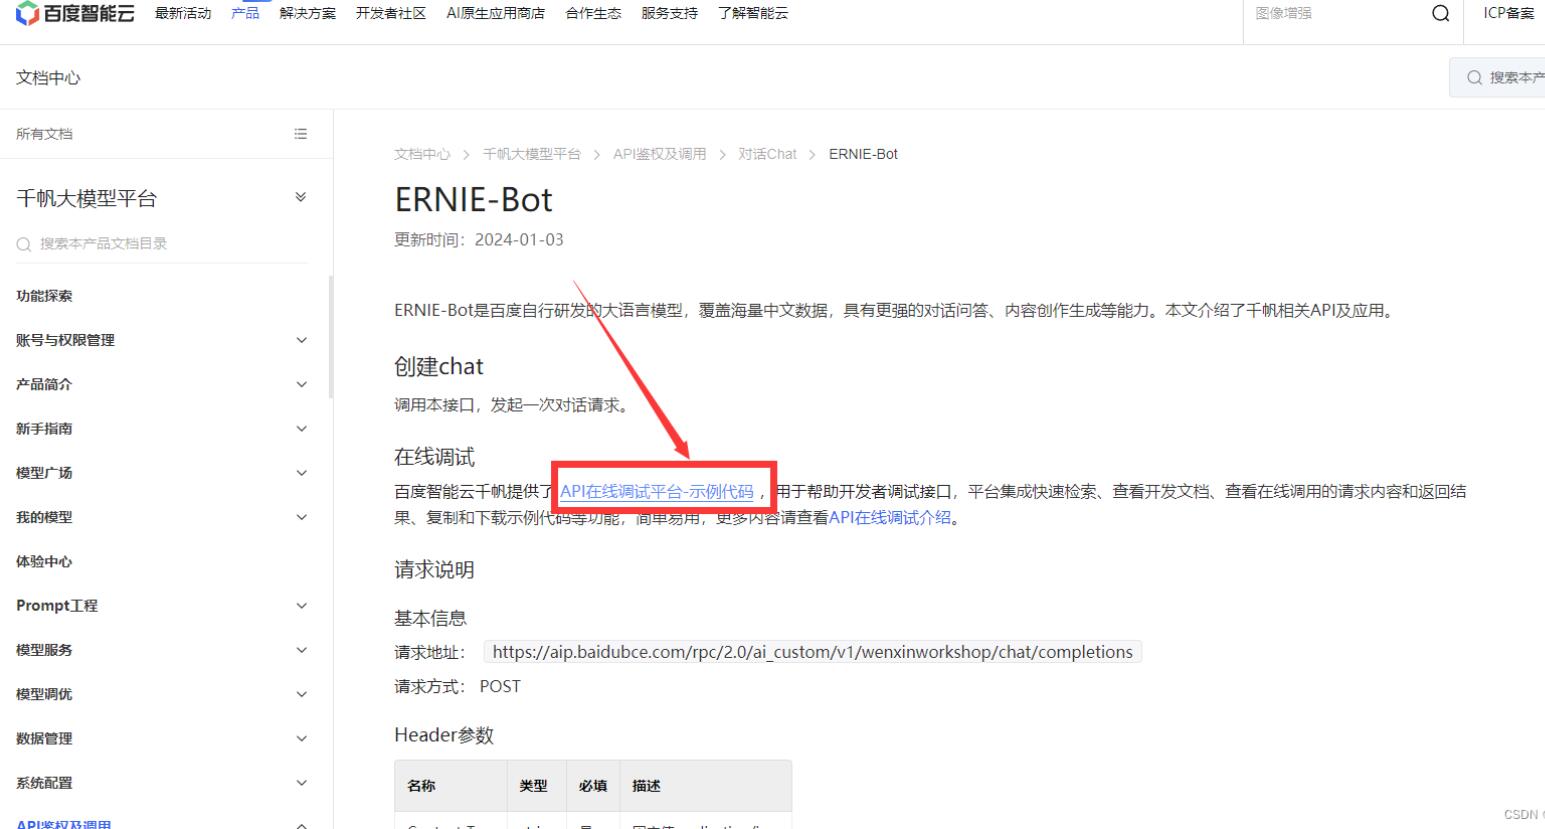 百度智能云 最新活动 产品 解决方案 开发者社区 AI原生应用商店 合作生态 服务支持 了解智能云 图像增强 ICP备案
文档中心 搜索本产
所有文档
千帆大模型平台
搜索本产品文档目录
功能探索
账号与权限管理
产品简介
新手指南
模型广场
我的模型
体验中心
Prompt工程
模型服务
模型调优
数据管理
系统配置
API鉴权及调用
文档中心 > 千帆大模型平台 > API鉴权及调用 > 对话Chat > ERNIE-Bot
ERNIE-Bot
更新时间：2024-01-03
ERNIE-Bot是百度自行研发的大语言模型，覆盖海量中文数据，具有更强的对话问答、内容创作生成等能力。本文介绍了千帆相关API及应用。
创建chat
调用本接口，发起一次对话请求。
在线调试
百度智能云千帆提供了 API在线调试平台-示例代码 ，用于帮助开发者调试接口，平台集成快速检索、查看开发文档、查看在线调用的请求内容和返回结
果、复制和下载示例代码等功能，简单易用，更多内容请查看API在线调试介绍。
请求说明
基本信息
请求地址： https://aip.baidubce.com/rpc/2.0/ai_custom/v1/wenxinworkshop/chat/completions
请求方式： POST
Header参数
名称 类型 必填 描述
CSDN